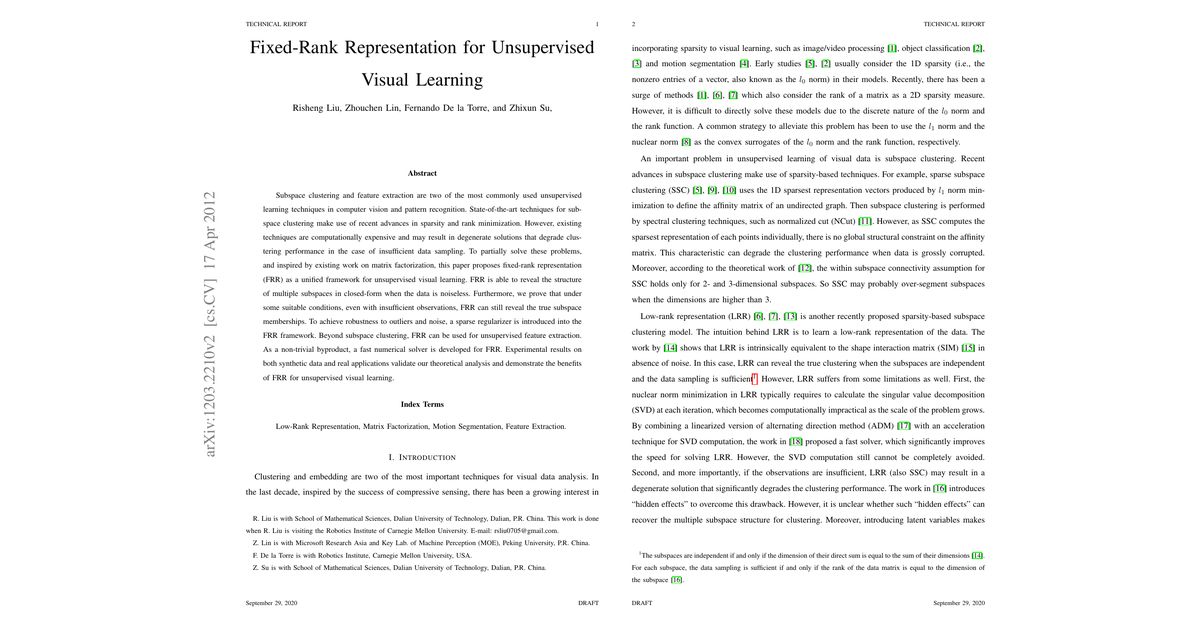 TECHNICAL REPORT 1
Fixed-Rank Representation for Unsupervised
Visual Learning
Risheng Liu, Zhouchen Lin, Fernando De la Torre, and Zhixun Su,
Abstract
Subspace clustering and feature extraction are two of the most commonly used unsupervised
learning techniques in computer vision and pattern recognition. State-of-the-art techniques for sub-
space clustering make use of recent advances in sparsity and rank minimization. However, existing
techniques are computationally expensive and may result in degenerate solutions that degrade clus-
tering performance in the case of insufficient data sampling. To partially solve these problems,
and inspired by existing work on matrix factorization, this paper proposes fixed-rank representation
(FRR) as a unified framework for unsupervised visual learning. FRR is able to reveal the structure
of multiple subspaces in closed-form when the data is noiseless. Furthermore, we prove that under
some suitable conditions, even with insufficient observations, FRR can still reveal the true subspace
memberships. To achieve robustness to outliers and noise, a sparse regularizer is introduced into the
FRR framework. Beyond subspace clustering, FRR can be used for unsupervised feature extraction.
As a non-trivial byproduct, a fast numerical solver is developed for FRR. Experimental results on
both synthetic data and real applications validate our theoretical analysis and demonstrate the benefits
of FRR for unsupervised visual learning.
Index Terms
Low-Rank Representation, Matrix Factorization, Motion Segmentation, Feature Extraction.
I. INTRODUCTION
Clustering and embedding are two of the most important techniques for visual data analysis. In
the last decade, inspired by the success of compressive sensing, there has been a growing interest in
R. Liu is with School of Mathematical Sciences, Dalian University of Technology, Dalian, P.R. China. This work is done
when R. Liu is visiting the Robotics Institute of Carnegie Mellon University. E-mail: rsliu0705@gmail.com.
Z. Lin is with Microsoft Research Asia and Key Lab. of Machine Perception (MOE), Peking University, P.R. China.
F. De la Torre is with Robotics Institute, Carnegie Mellon University, USA.
Z. Su is with School of Mathematical Sciences, Dalian University of Technology, Dalian, P.R. China.
September 29, 2020 DRAFT
arXiv:1203.2210v2 [cs.CV] 17 Apr 2012
2 TECHNICAL REPORT
incorporating sparsity to visual learning, such as image/video processing [1], object classification [2],
[3] and motion segmentation [4]. Early studies [5], [2] usually consider the 1D sparsity (i.e., the
nonzero entries of a vector, also known as the l0 norm) in their models. Recently, there has been a
surge of methods [1], [6], [7] which also consider the rank of a matrix as a 2D sparsity measure.
However, it is difficult to directly solve these models due to the discrete nature of the l0 norm and
the rank function. A common strategy to alleviate this problem has been to use the l1 norm and the
nuclear norm [8] as the convex surrogates of the l0 norm and the rank function, respectively.
An important problem in unsupervised learning of visual data is subspace clustering. Recent
advances in subspace clustering make use of sparsity-based techniques. For example, sparse subspace
clustering (SSC) [5], [9], [10] uses the 1D sparsest representation vectors produced by l1 norm min-
imization to define the affinity matrix of an undirected graph. Then subspace clustering is performed
by spectral clustering techniques, such as normalized cut (NCut) [11]. However, as SSC computes the
sparsest representation of each points individually, there is no global structural constraint on the affinity
matrix. This characteristic can degrade the clustering performance when data is grossly corrupted.
Moreover, according to the theoretical work of [12], the within subspace connectivity assumption for
SSC holds only for 2- and 3-dimensional subspaces. So SSC may probably over-segment subspaces
when the dimensions are higher than 3.
Low-rank representation (LRR) [6], [7], [13] is another recently proposed sparsity-based subspace
clustering model. The intuition behind LRR is to learn a low-rank representation of the data. The
work by [14] shows that LRR is intrinsically equivalent to the shape interaction matrix (SIM) [15] in
absence of noise. In this case, LRR can reveal the true clustering when the subspaces are independent
and the data sampling is sufficient1. However, LRR suffers from some limitations as well. First, the
nuclear norm minimization in LRR typically requires to calculate the singular value decomposition
(SVD) at each iteration, which becomes computationally impractical as the scale of the problem grows.
By combining a linearized version of alternating direction method (ADM) [17] with an acceleration
technique for SVD computation, the work in [18] proposed a fast solver, which significantly improves
the speed for solving LRR. However, the SVD computation still cannot be completely avoided.
Second, and more importantly, if the observations are insufficient, LRR (also SSC) may result in a
degenerate solution that significantly degrades the clustering performance. The work in [16] introduces
“hidden effects” to overcome this drawback. However, it is unclear whether such “hidden effects” can
recover the multiple subspace structure for clustering. Moreover, introducing latent variables makes
1The subspaces are independent if and only if the dimension of their direct sum is equal to the sum of their dimensions [14].
For each subspace, the data sampling is sufficient if and only if the rank of the data matrix is equal to the dimension of
the subspace [16].
DRAFT September 29, 2020